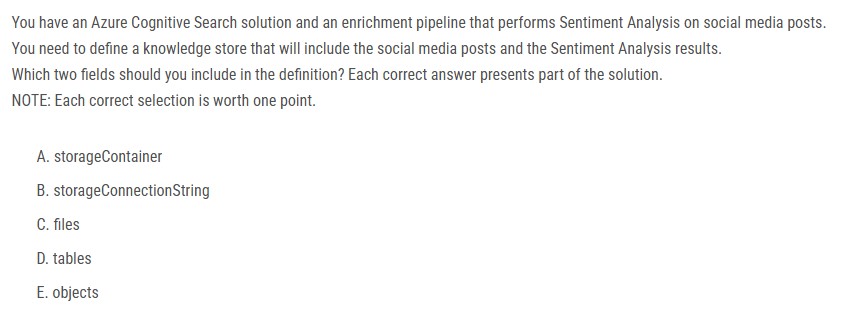 You have an Azure Cognitive Search solution and an enrichment pipeline that performs Sentiment Analysis on social media posts.
You need to define a knowledge store that will include the social media posts and the Sentiment Analysis results.
Which two fields should you include in the definition? Each correct answer presents part of the solution.
NOTE: Each correct selection is worth one point.
A. storageContainer
B. storageConnectionString
C. files
D. tables
E. objects